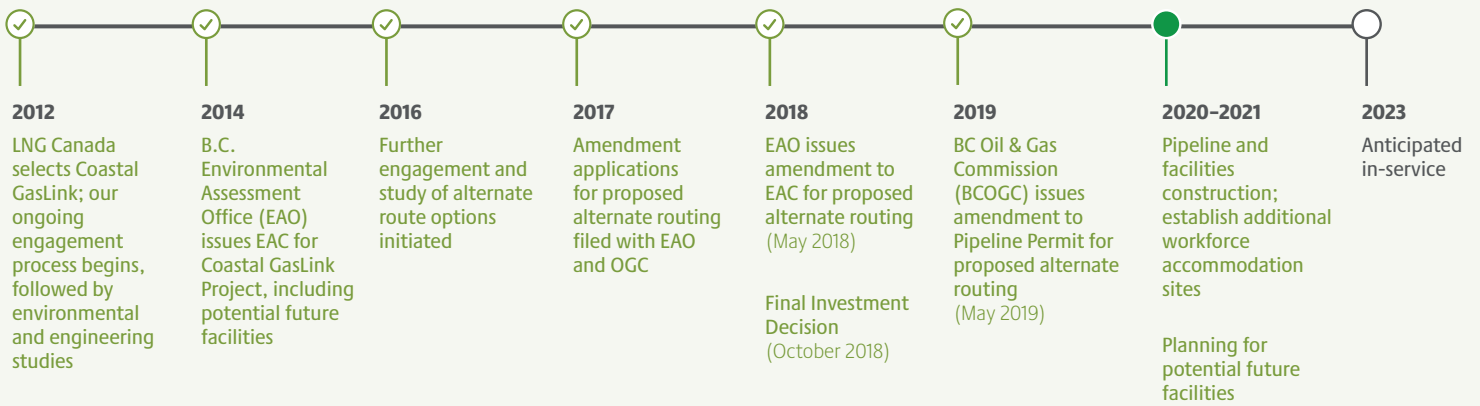 2012
LNG Canada
selects Coastal
GasLink; our
ongoing
engagement
process begins,
followed by
environmental
and engineering
studies
2014
B.C.
Environmental
Assessment
Office (EAO)
issues EAC for
Coastal GasLink
Project, including
potential future
facilities
2016
Further
engagement and
study of alternate
route options
initiated
2017
Amendment
applications
for proposed
alternate routing
filed with EAO
and OGC
2018
EAO issues
amendment to
EAC for proposed
alternate routing
(May 2018)
Final Investment
Decision
(October 2018)
2019
BC Oil & Gas
Commission
(BCOGC) issues
amendment to
Pipeline Permit for
proposed alternate
routing
(May 2019)
2020–2021
Pipeline and
facilities
construction;
establish additional
workforce
accommodation
sites
Planning for
potential future
facilities
2023
Anticipated
in-service